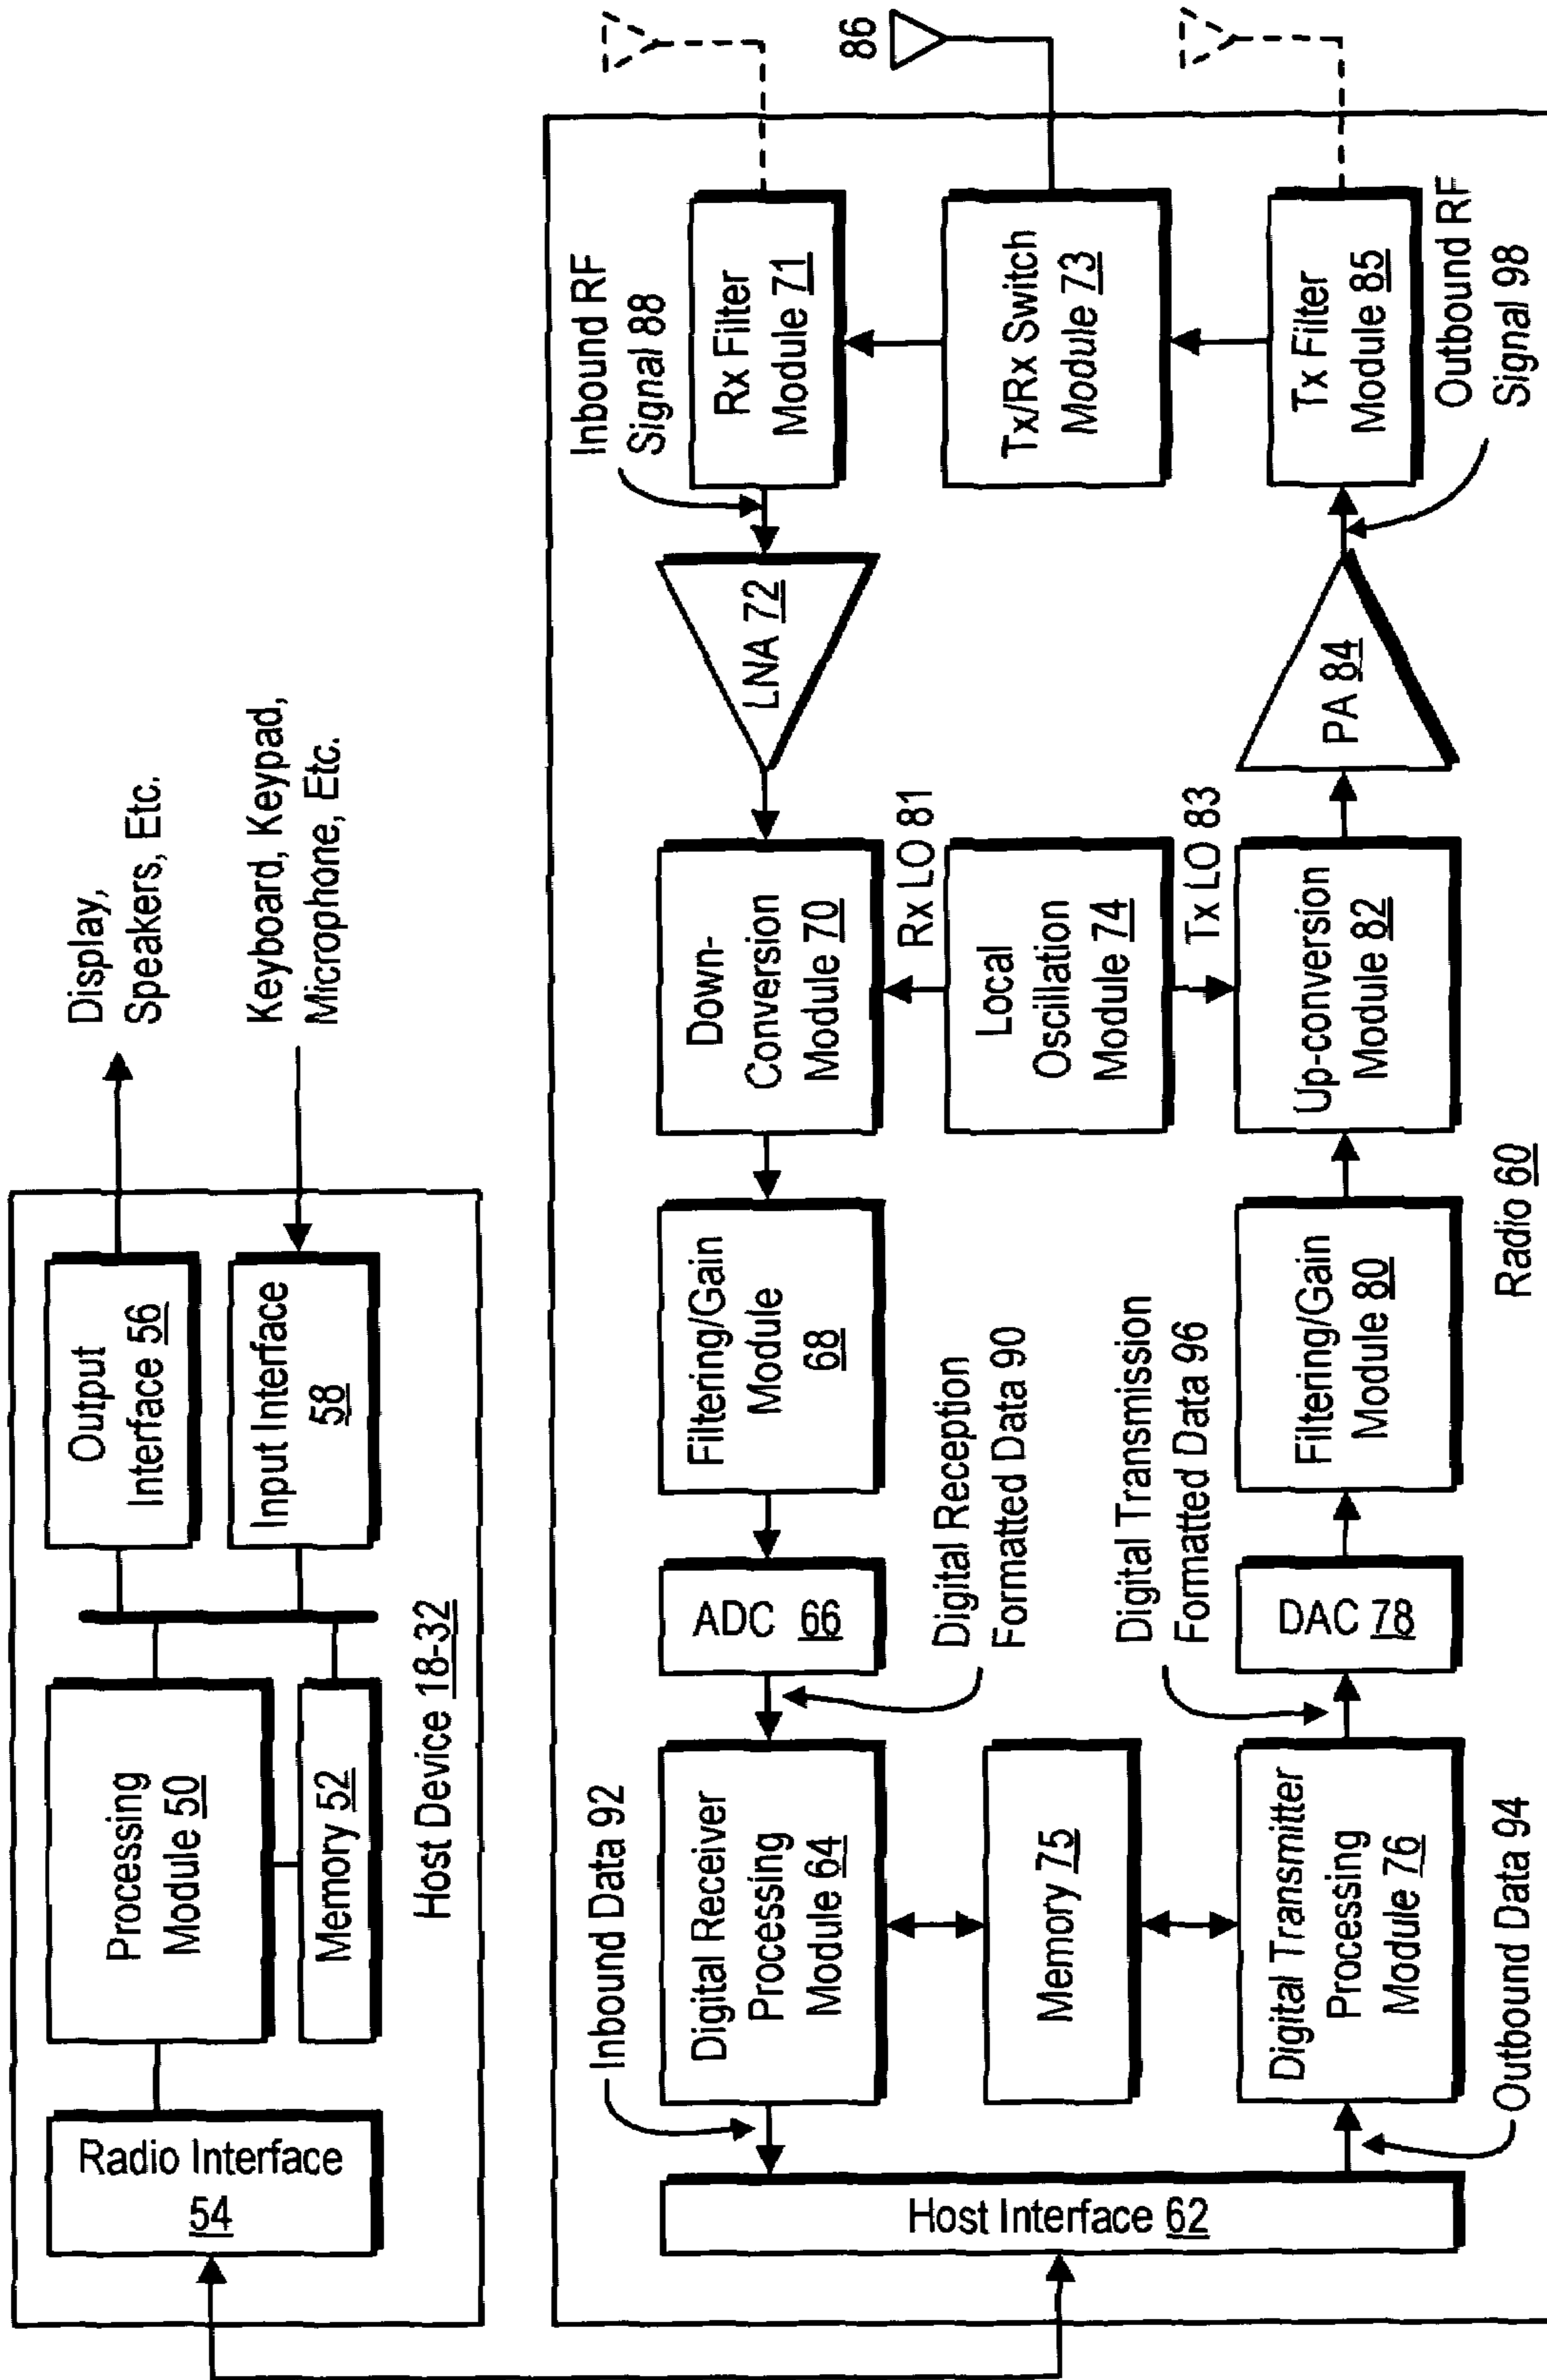 Display,
Speakers, Etc.
Keyboard, Keypad,
Microphone, Etc.
Radio Interface
54
Processing
Module 50
Memory 52
Output
Interface 56
Input Interface
58
Host Device 18-32
Host Interface 62
Inbound Data 92
Digital Receiver
Processing
Module 64
Memory 75
Digital Transmitter
Processing
Module 76
Outbound Data 94
ADC 66
Digital Reception
Formatted Data 90
Digital Transmission
Formatted Data 96
DAC 78
Filtering/Gain
Module
68
Filtering/Gain
Module 80
Radio 60
Down-
Conversion
Module 70
Rx LO 81
Local
Oscillation
Module 74
Tx LO 83
Up-conversion
Module 82
LNA 72
PA 84
Inbound RF
Signal 88
Rx Filter
Module 71
Tx/Rx Switch
Module 73
Tx Filter
Module 85
Outbound RF
Signal 98
86